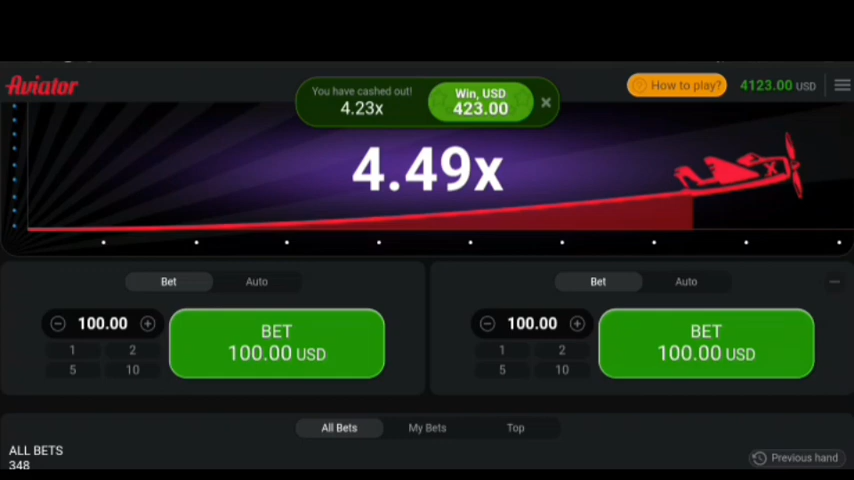 Aviator
You have cashed out!
4.23x
Win, USD
423.00
×
? How to play?
4123.00 USD
4.49x
X
Bet
Auto
100.00
1
2
5
10
BET
100.00 USD
Bet
Auto
100.00
1
2
5
10
BET
100.00 USD
All Bets
My Bets
Top
ALL BETS
348
Previous hand